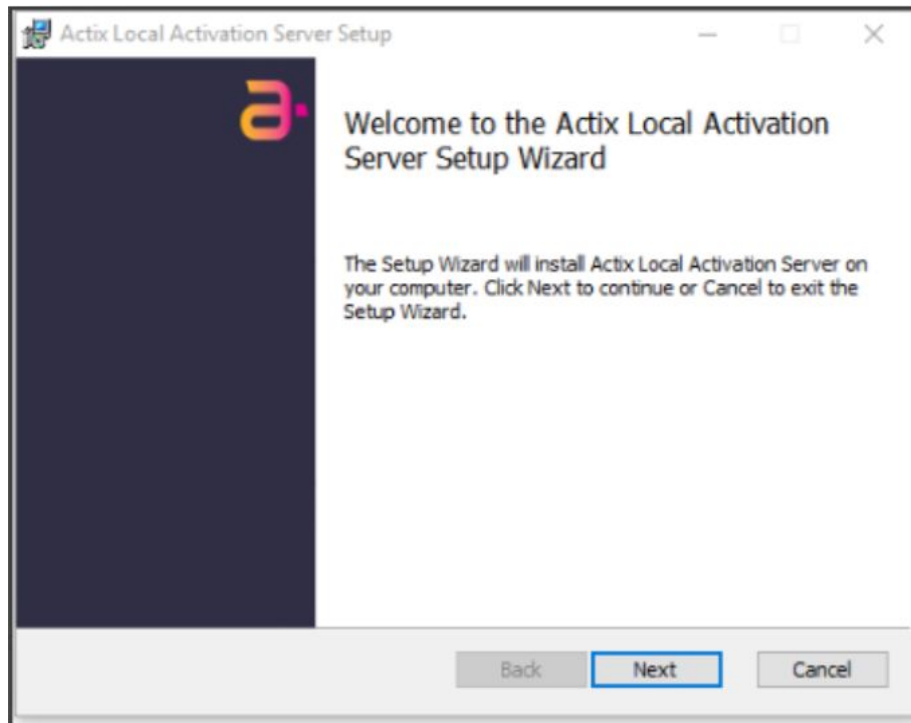 Actix Local Activation Server Setup
a
Welcome to the Actix Local Activation
Server Setup Wizard
The Setup Wizard will install Actix Local Activation Server on
your computer. Click Next to continue or Cancel to exit the
Setup Wizard.
Back
Next
Cancel